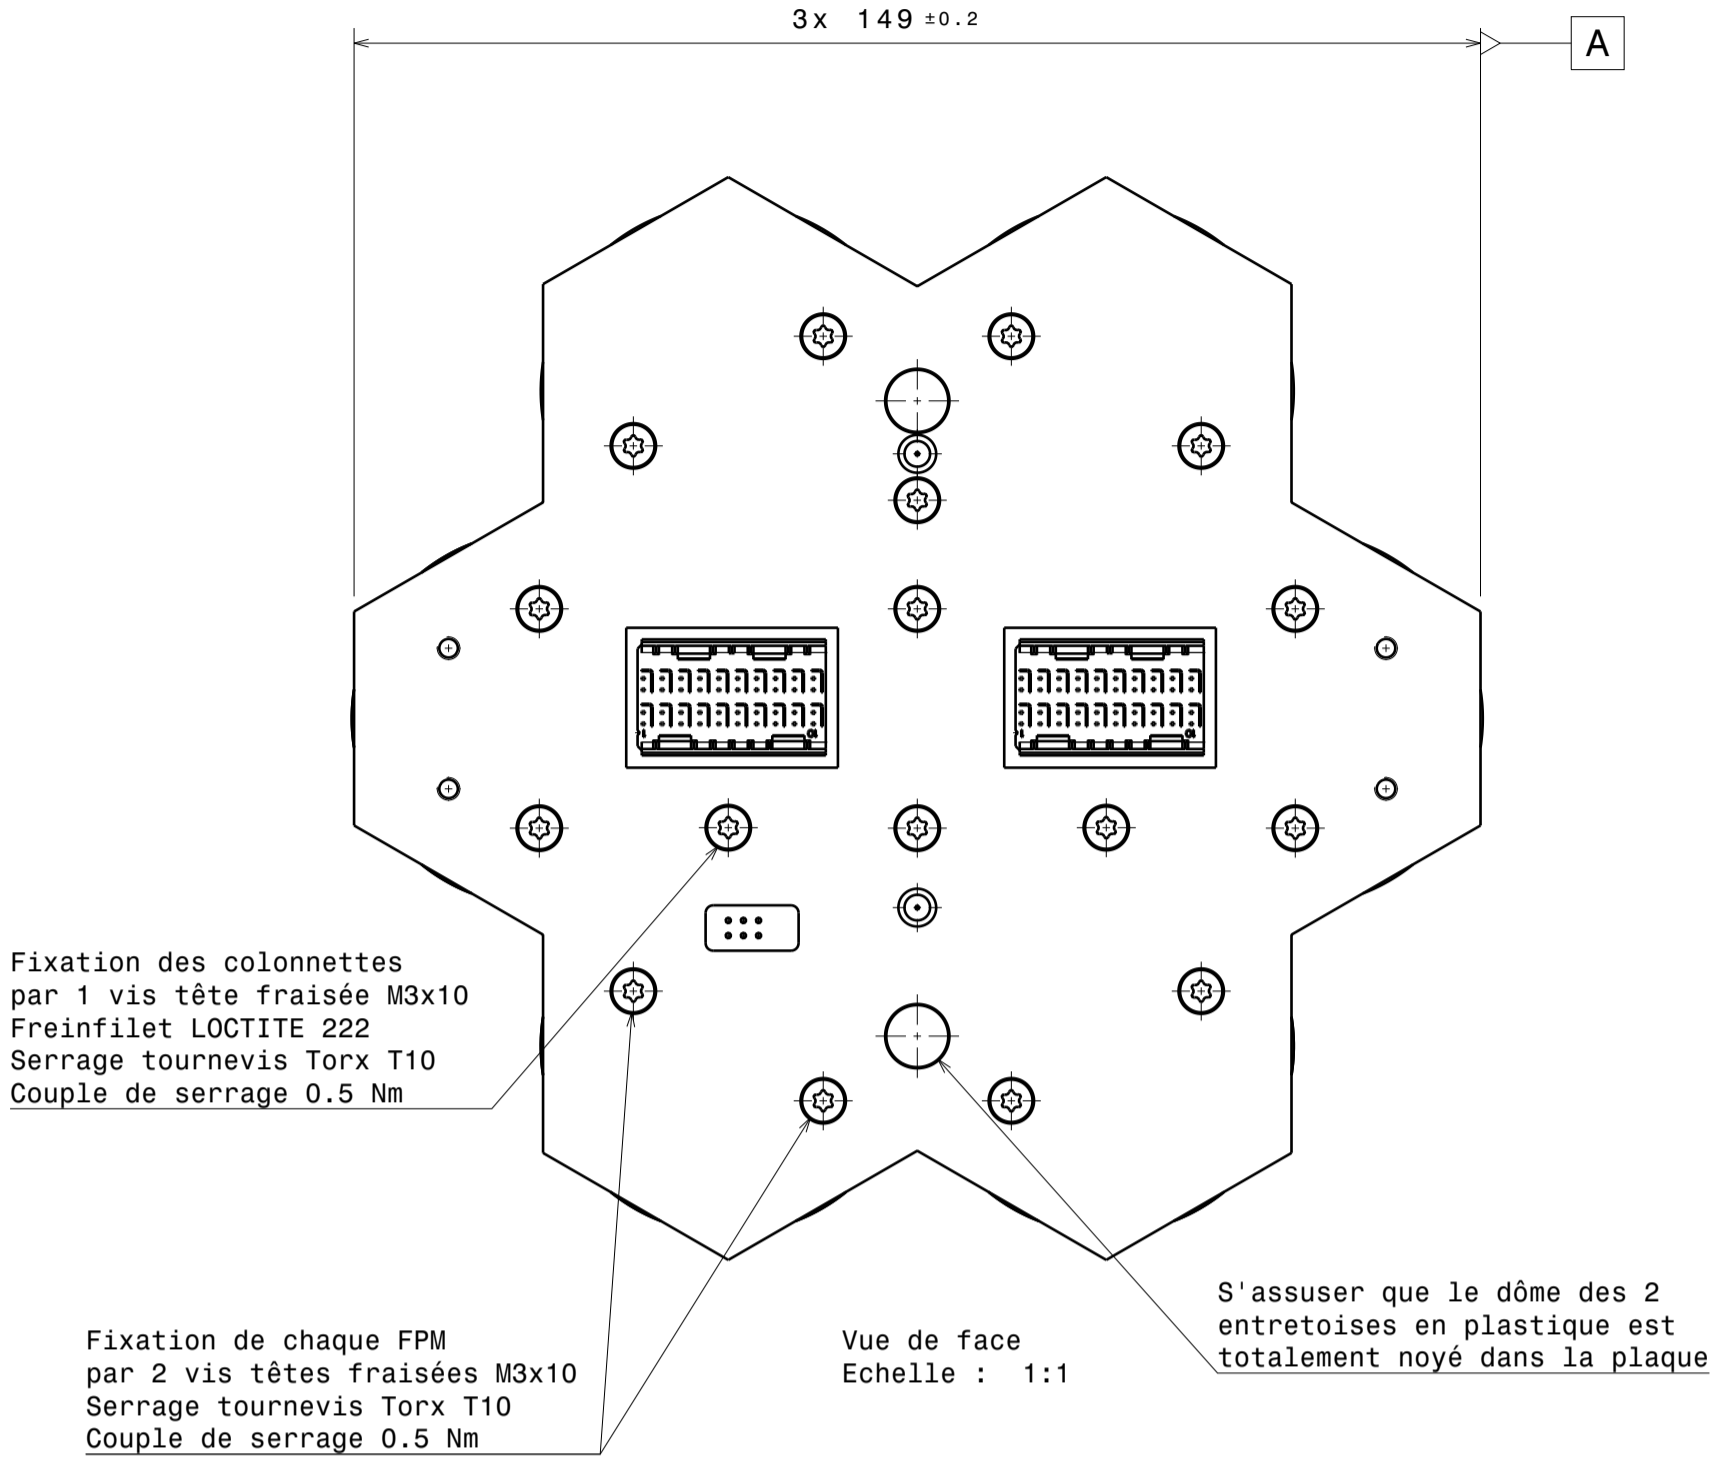 3x 149 ±0.2
A
Fixation des colonnettes
par 1 vis tête fraisée M3x10
Freinfilet LOCTITE 222
Serrage tournevis Torx T10
Couple de serrage 0.5 Nm
Fixation de chaque FPM
par 2 vis têtes fraisées M3x10
Serrage tournevis Torx T10
Couple de serrage 0.5 Nm
Vue de face
Echelle : 1:1
S'assuser que le dôme des 2
entretoises en plastique est
totalement noyé dans la plaque